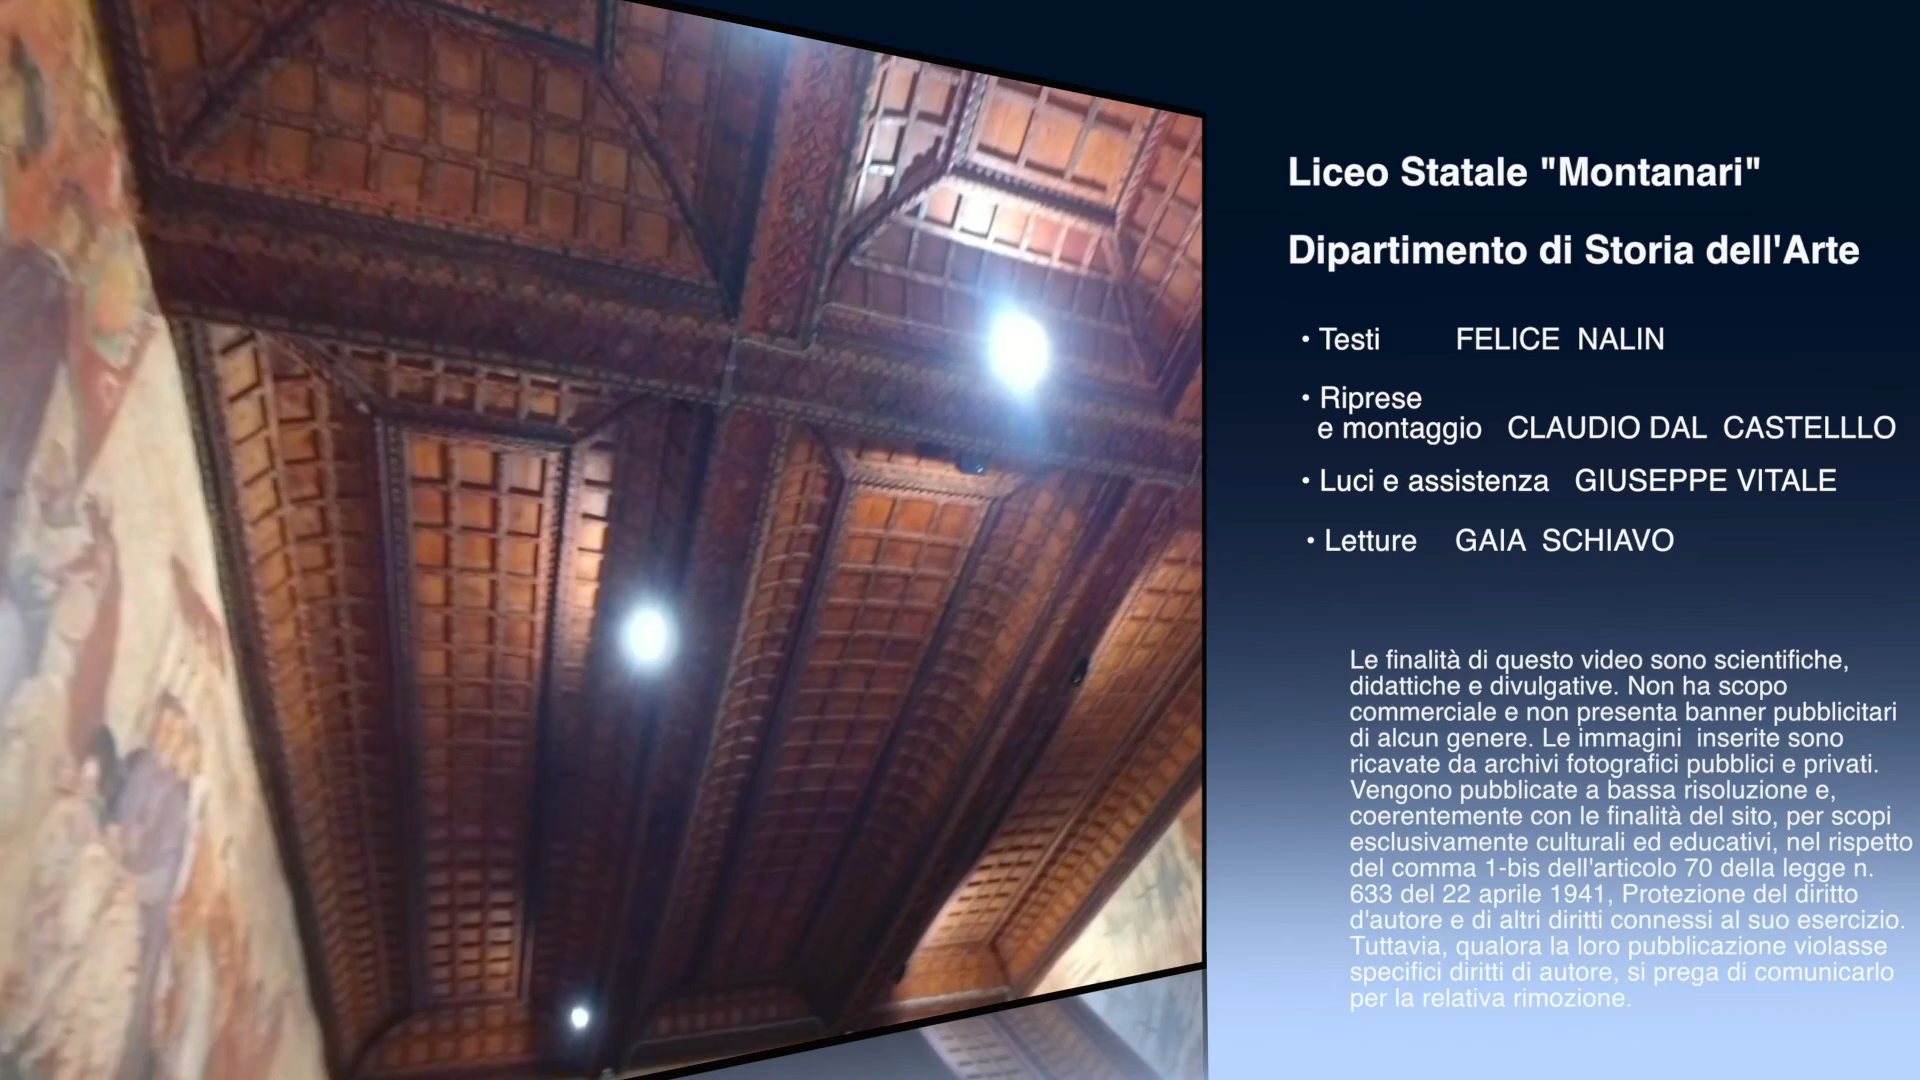 Liceo Statale "Montanari"
Dipartimento di Storia dell'Arte
• Testi FELICE NALIN
• Riprese
e montaggio CLAUDIO DAL CASTELLLO
• Luci e assistenza GIUSEPPE VITALE
• Letture GAIA SCHIAVO
Le finalità di questo video sono scientifiche,
didattiche e divulgative. Non ha scopo
commerciale e non presenta banner pubblicitari
di alcun genere. Le immagini inserite sono
ricavate da archivi fotografici pubblici e privati.
Vengono pubblicate a bassa risoluzione e,
coerentemente con le finalità del sito, per scopi
esclusivamente culturali ed educativi, nel rispetto
del comma 1-bis dell'articolo 70 della legge n.
633 del 22 aprile 1941, Protezione del diritto
d'autore e di altri diritti connessi al suo esercizio.
Tuttavia, qualora la loro pubblicazione violasse
specifici diritti di autore, si prega di comunicarlo
per la relativa rimozione.